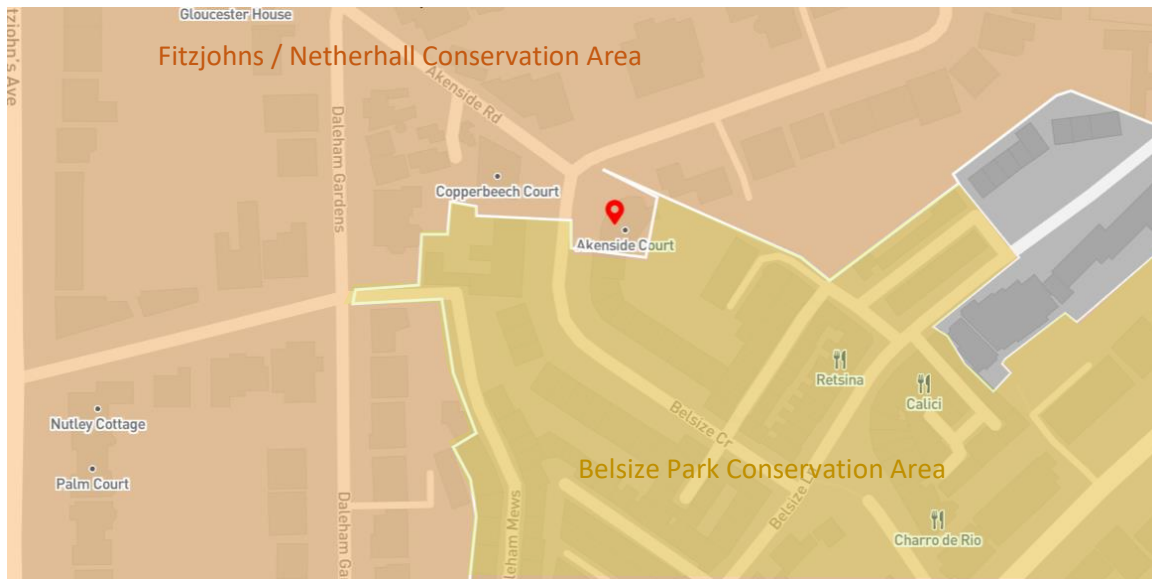 Gloucester House
Fitzjohns / Netherhall Conservation Area
tzjohn's Ave
Akenside Rd
Daleham Gardens
Copperbeech Court
Akenside Court
Retsina
Calici
Nutley Cottage
Belsize Cr
Palm Court
Belsize Park Conservation Area
Belsize L
Daleham Ga
leham Mews
Charro de Rio